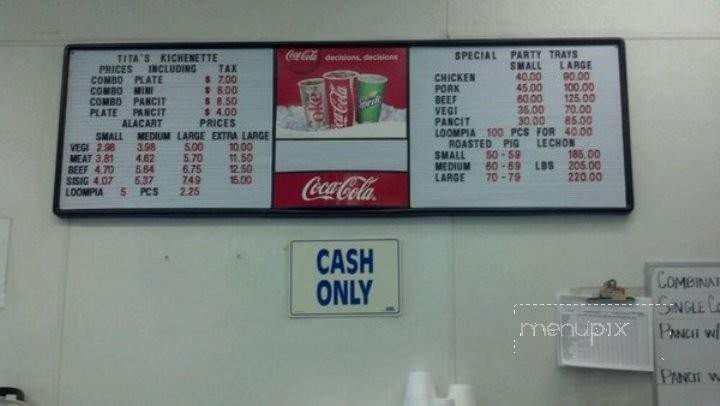 TITA'S KICHENETTE
PRICES INCLUDING TAX
COMBO PLATE $ 7.00
COMBO MINI $ 6.00
COMBO PANCIT $ 8.50
PLATE PANCIT $ 4.00
ALACART PRICES
SMALL MEDIUM LARGE EXTRA LARGE
VEGI 2.98 3.98 5.00 10.00
MEAT 3.81 4.62 5.70 11.50
BEEF 4.70 5.64 6.75 12.50
SISIG 4.07 5.37 7.49 15.00
LOOMPIA 5 PCS 2.25
Coca-Cola decisions, decisions
coke Coca-Cola Sprite
Coca-Cola
SPECIAL PARTY TRAYS
SMALL LARGE
CHICKEN 40.00 90.00
PORK 45.00 100.00
BEEF 60.00 125.00
VEGI 35.00 70.00
PANCIT 30.00 65.00
LOOMPIA 100 PCS FOR 40.00
ROASTED PIG LECHON
SMALL 50-59 185.00
MEDIUM 60-69 LBS 205.00
LARGE 70-79 220.00
CASH
ONLY
menupix
COMBINA
SINGLE CO
PANCIT W/
PANCIT W